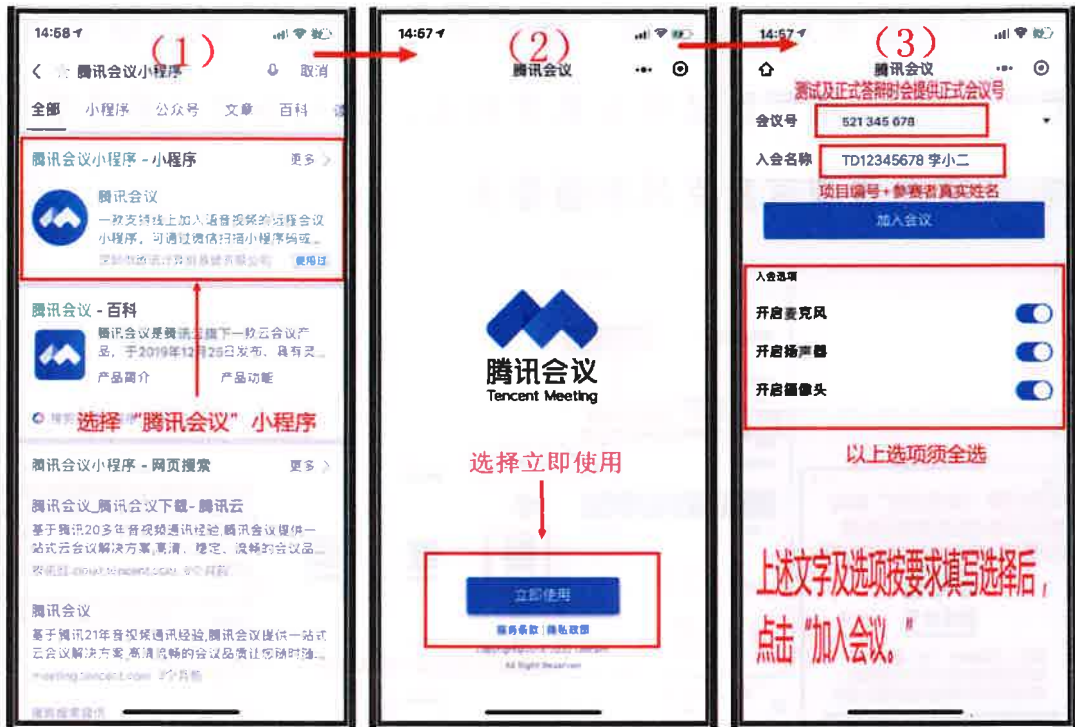 14:58
(1)
腾讯会议小程序
取消
全部 小程序 公众号 文章 百科
腾讯会议小程序 - 小程序 更多
腾讯会议
一款支持线上加入语音视频的远程会议
小程序，可通过微信扫描小程序码或...
使用过
腾讯会议 - 百科
腾讯会议是腾讯云旗下一款云会议产
品，于2019年12月25日发布，具有灵...
产品简介 产品功能
选择“腾讯会议”小程序
腾讯会议小程序 - 网页搜索 更多
腾讯会议_腾讯会议下载- 腾讯云
基于腾讯20多年音视频通讯经验,腾讯会议提供一
站式云会议解决方案,高清、稳定、流畅的会议品...
腾讯会议
基于腾讯21年音视频通讯经验,腾讯会议提供一站式
云会议解决方案,高清流畅的会议品质让您随时随...
meeting.tencent.com
14:57
(2)
腾讯会议
腾讯会议
Tencent Meeting
选择立即使用
立即使用
服务条款 | 隐私政策
All Right Reserved
14:57
(3)
腾讯会议
测试及正式答辩时会提供正式会议号
会议号 521 345 678
入会名称 TD12345678 李小二
项目编号+参赛者真实姓名
加入会议
入会选项
开启麦克风
开启扬声器
开启摄像头
以上选项须全选
上述文字及选项按要求填写选择后，
点击“加入会议。”